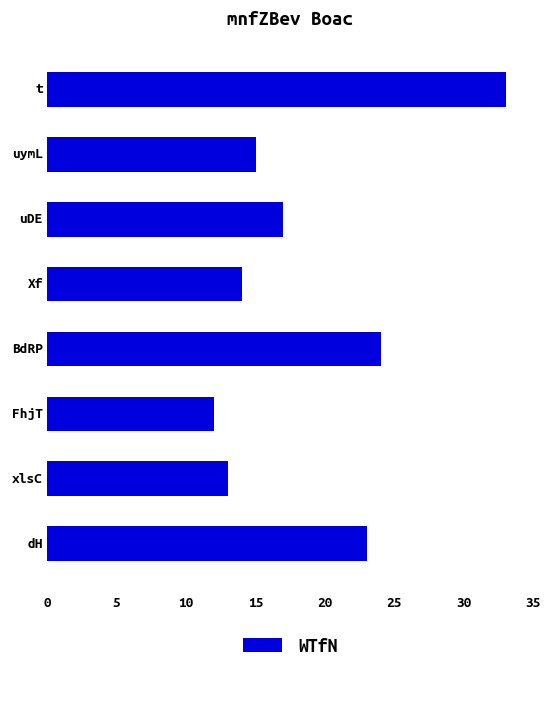 mnfZBev Boac
t
uymL
uDE
Xf
BdRP
FhjT
xlsC
dH
0 5 10 15 20 25 30 35
WTfN